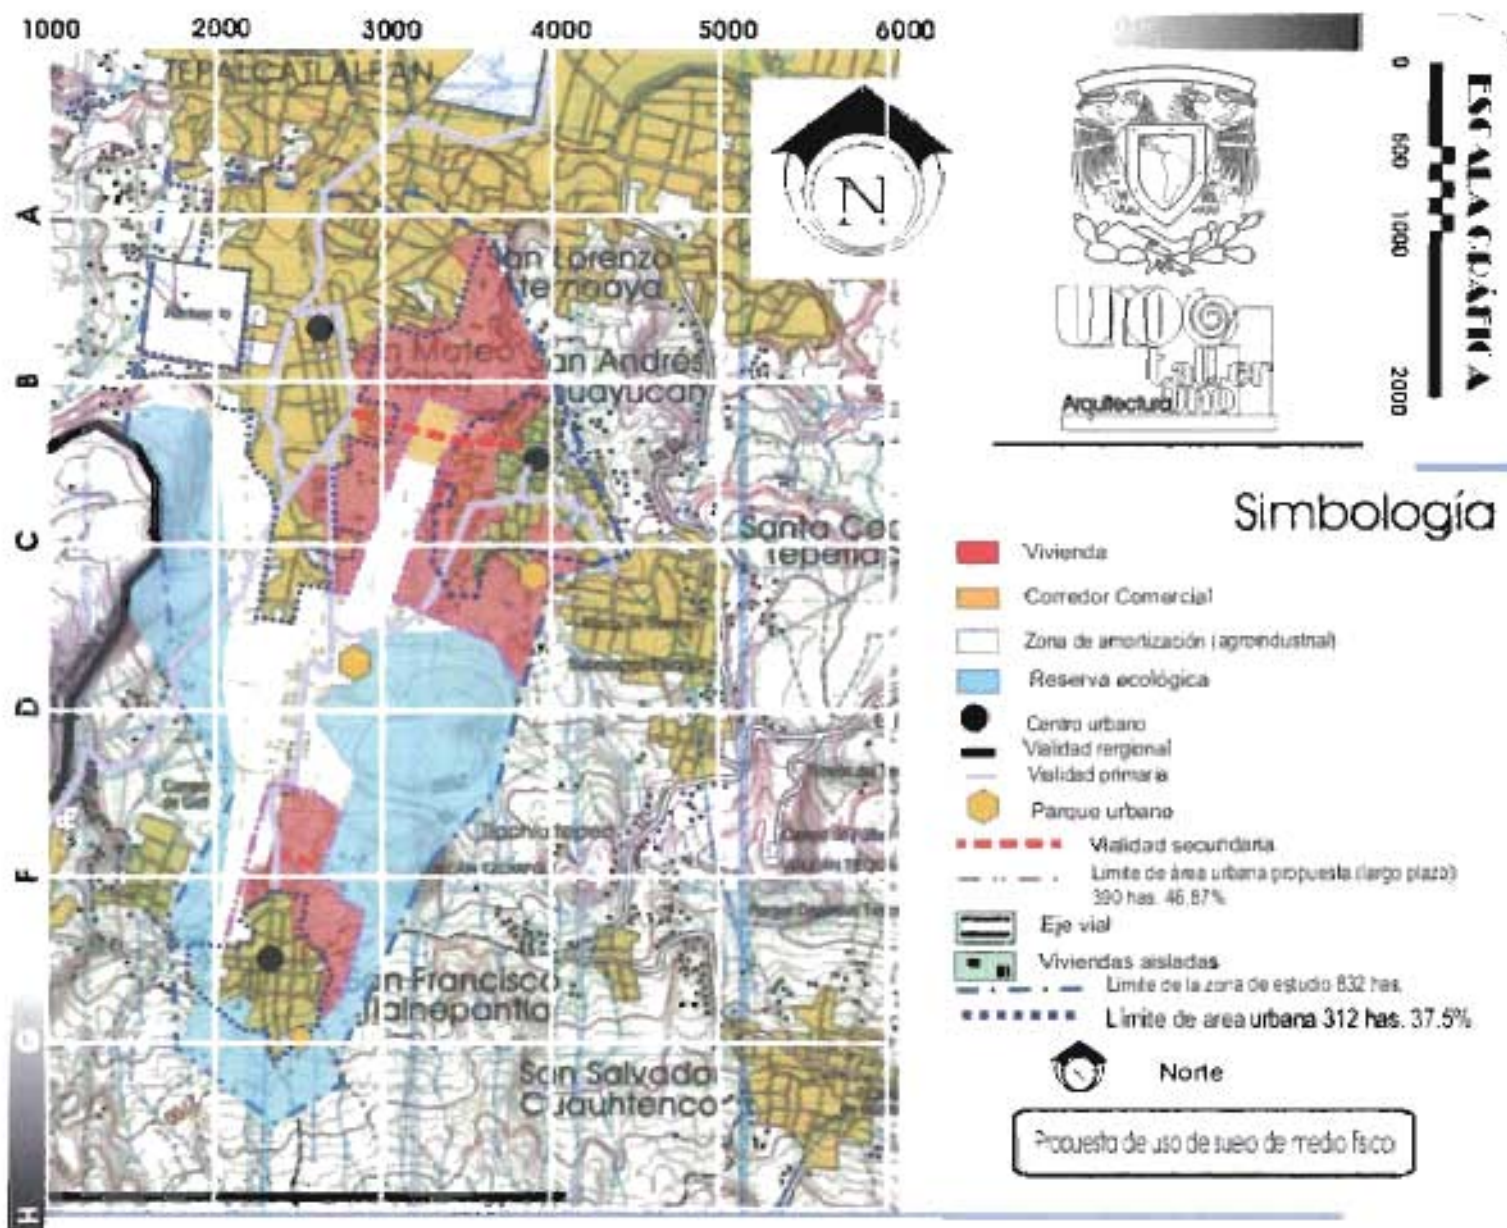 1000 2000 3000 4000 5000 6000
TEPALCATLALPAN
A
B
C
D
F
G
H
San Lorenzo
Atemoaya
San Mateo
Xalpa
San Andrés
Ahuayucan
Santa Cec
Tepetla
San Francisco
Tlalnepantla
San Salvador
Cuauhtenco
N
Arquitectura
ESCALA GRÁFICA
0
500
1000
2000
Simbología
Vivienda
Corredor Comercial
Zona de amortización (agroindustrial)
Reserva ecológica
Centro urbano
Vialidad rergional
Vialidad primaria
Parque urbano
Vialidad secundaria
Limite de área urbana propuesta (largo plazo)
390 has. 46.87%
Eje vial
Viviendas aisladas
Limite de la zona de estudio 832 has.
Límite de area urbana 312 has. 37.5%
Norte
Propuesta de uso de suelo de medio físico